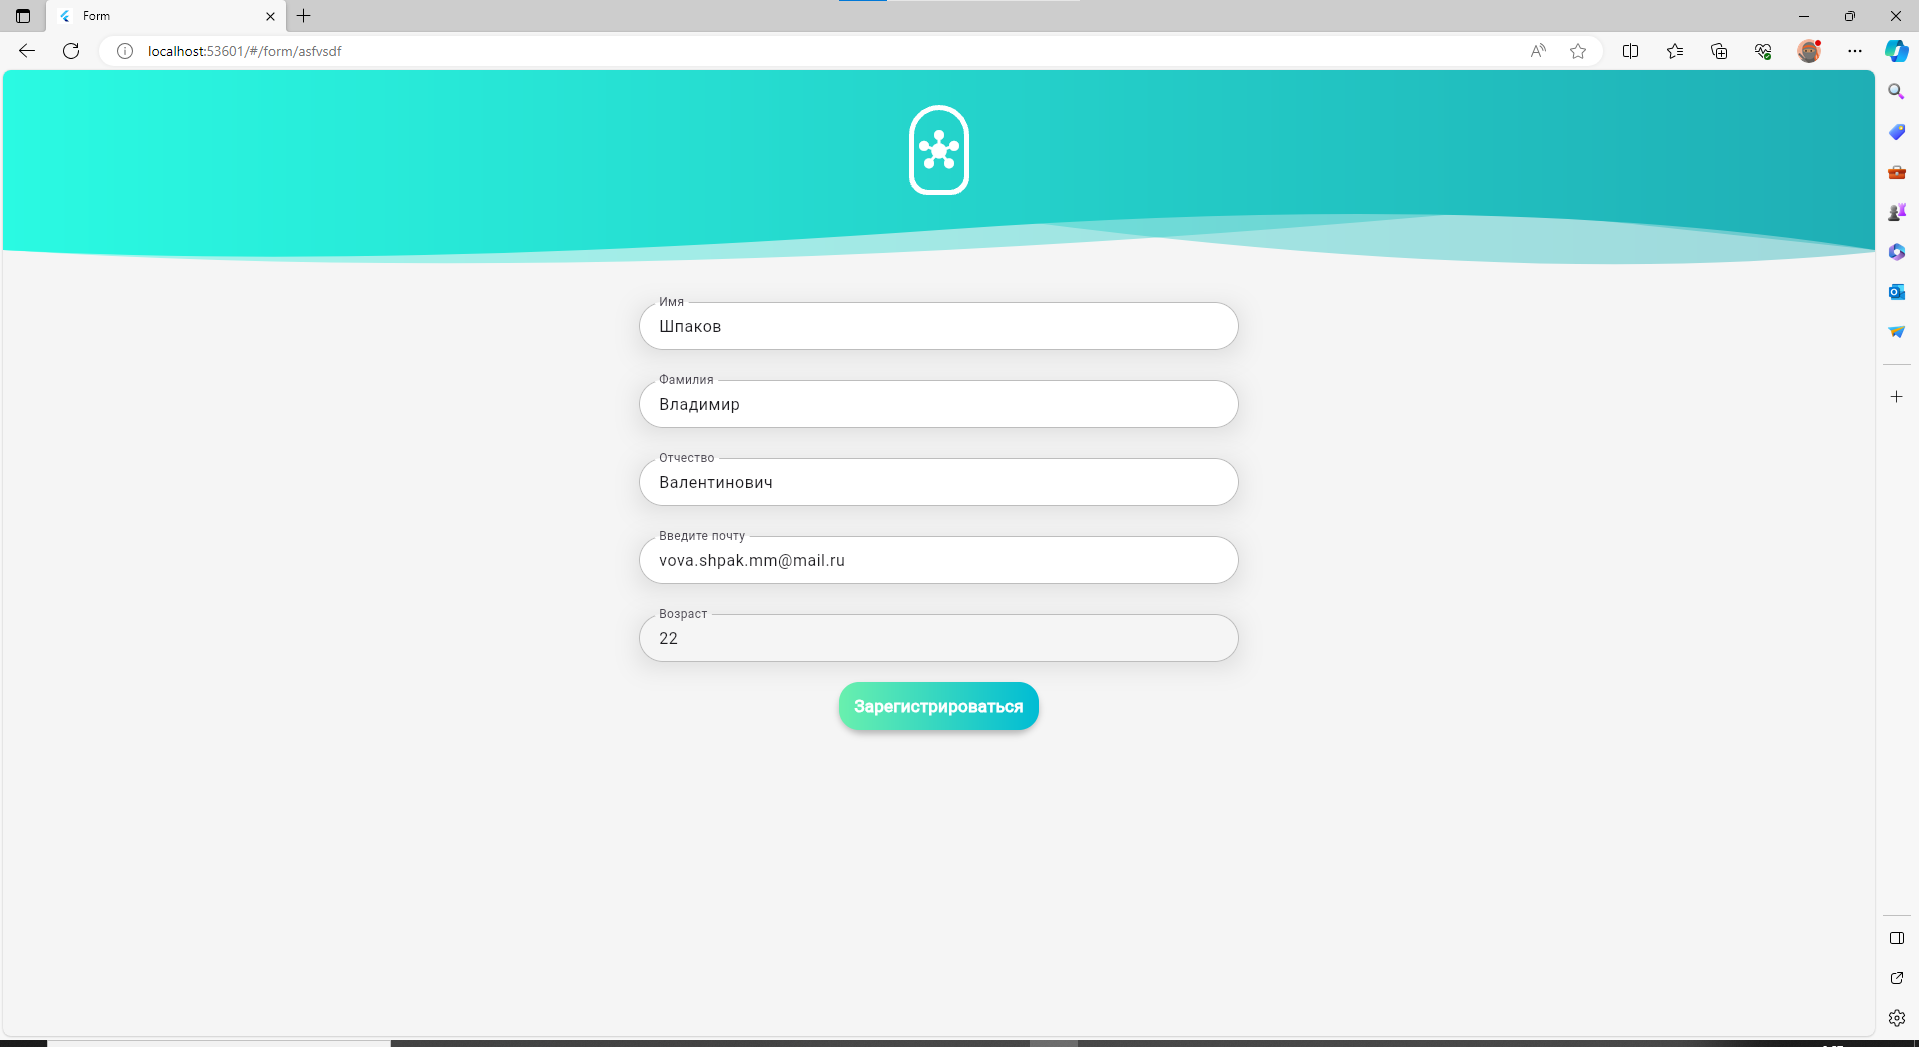 Form
localhost:53601/#/form/asfvsdf
Имя
Шпаков
Фамилия
Владимир
Отчество
Валентинович
Введите почту
vova.shpak.mm@mail.ru
Возраст
22
Зарегистрироваться